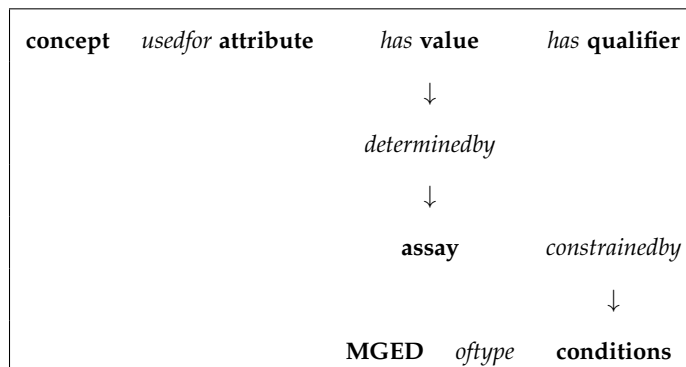 concept usedfor attribute has value has qualifier
↓
determinedby
↓
assay constrainedby
↓
MGED oftype conditions